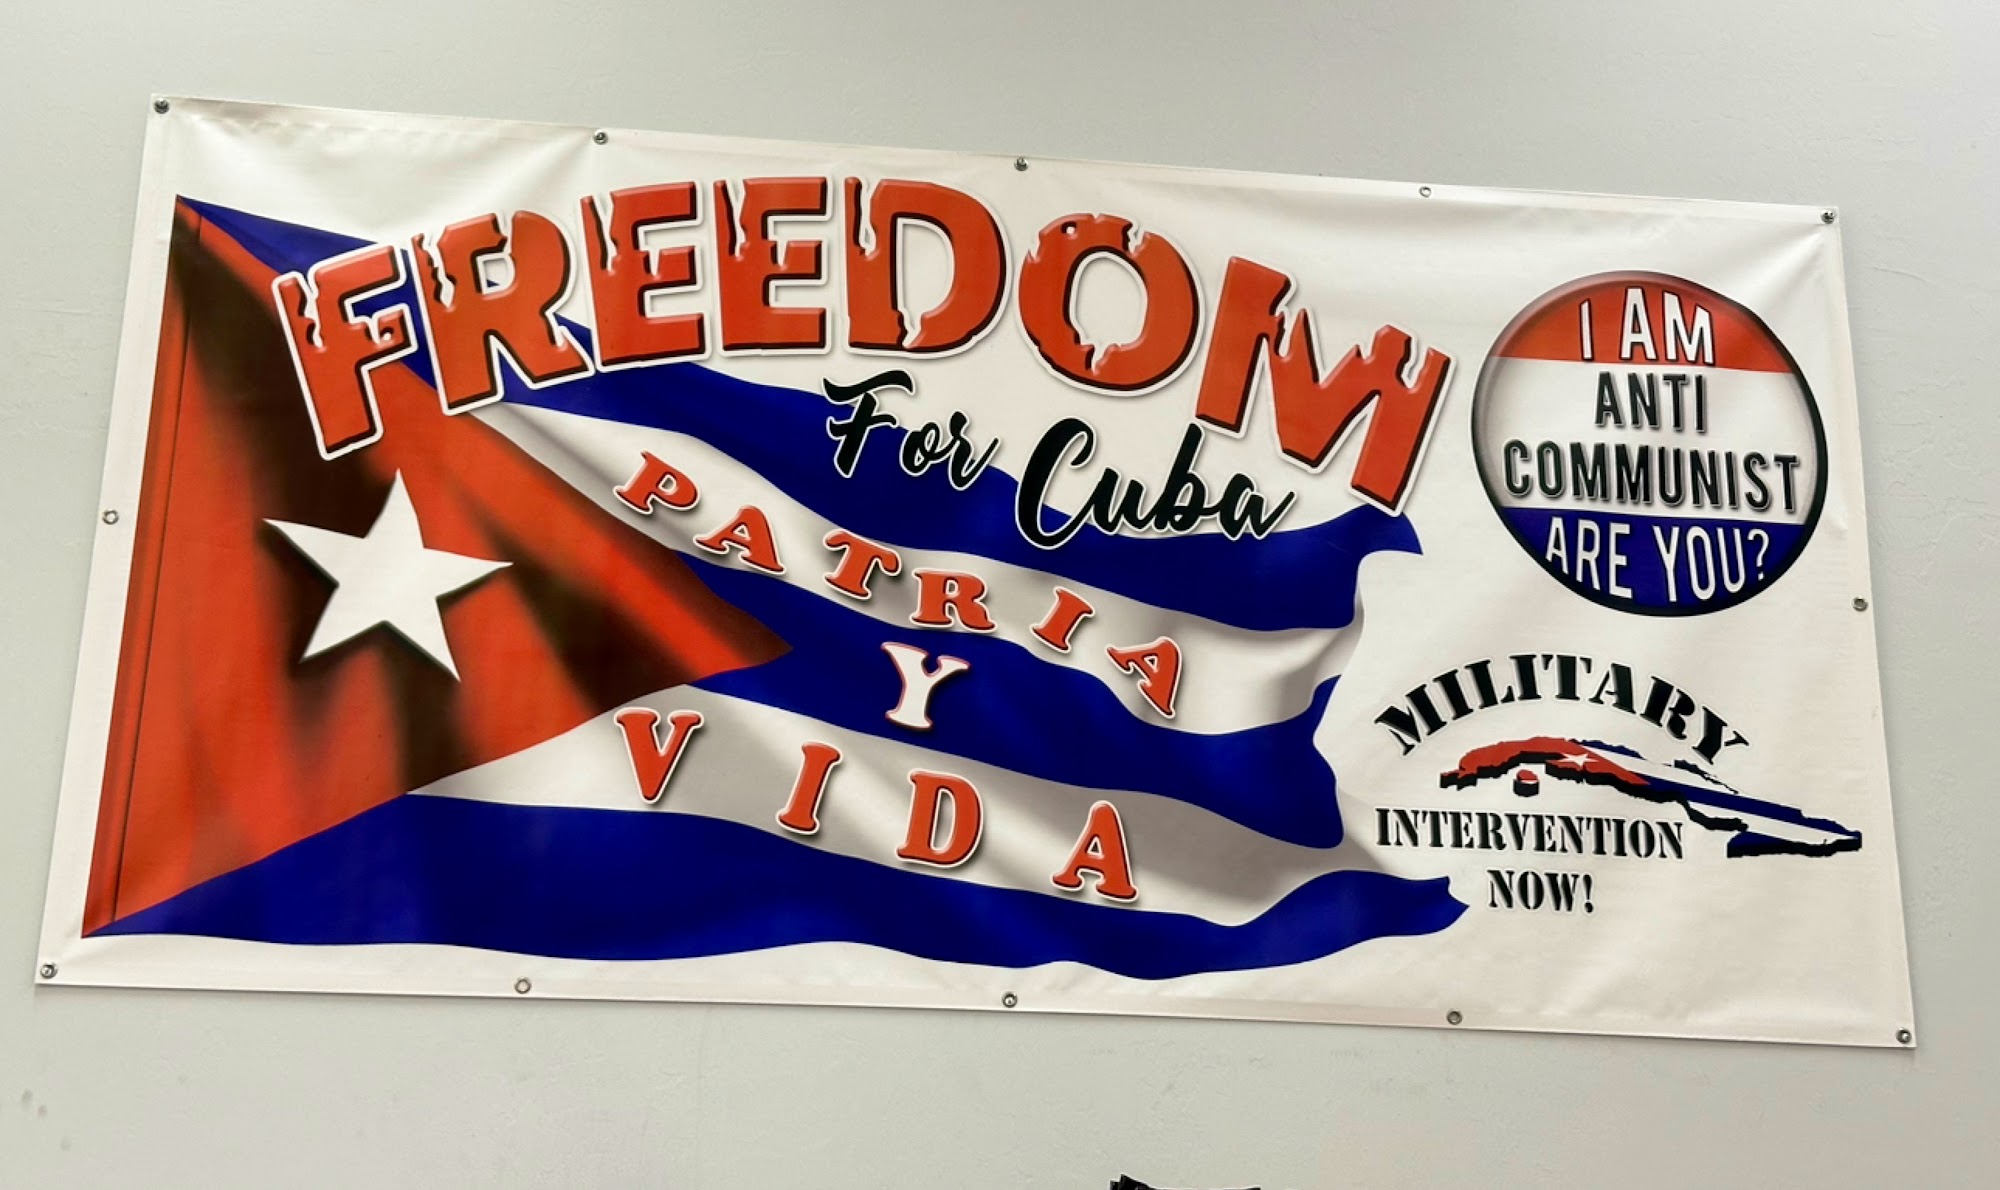 FREEDOM
For Cuba
PATRIA
Y
VIDA
I AM
ANTI
COMMUNIST
ARE YOU?
MILITARY
INTERVENTION
NOW!